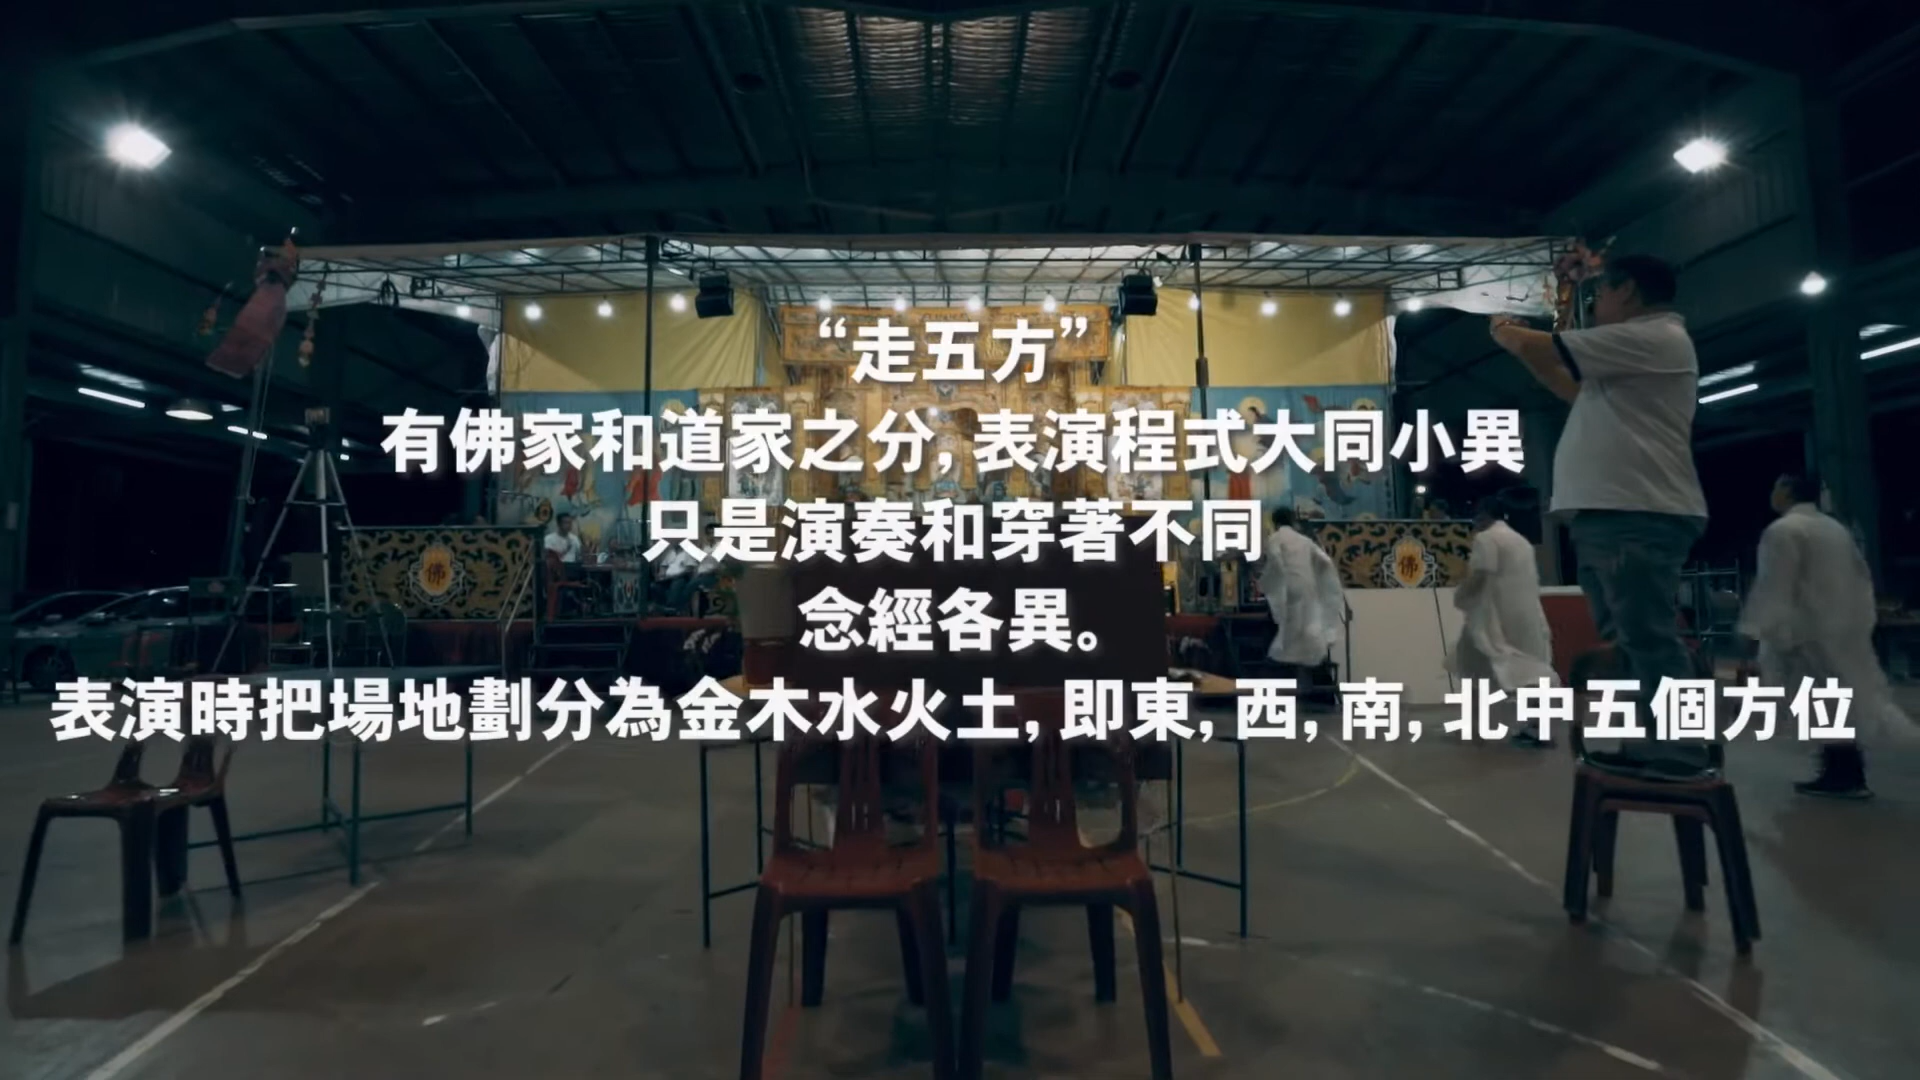 “走五方”
有佛家和道家之分, 表演程式大同小異
只是演奏和穿著不同
念經各異。
表演時把場地劃分為金木水火土, 即東, 西, 南, 北中五個方位
佛
佛